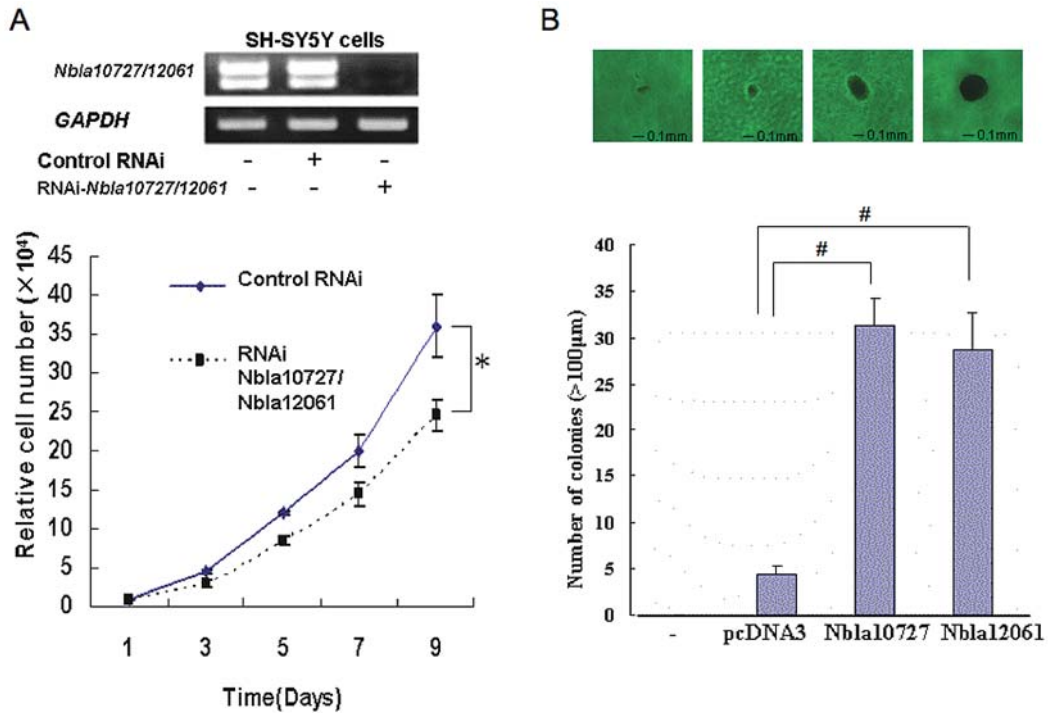 A
SH-SY5Y cells
Nbla10727/12061
GAPDH
Control RNAi - + -
RNAi-Nbla10727/12061 - - +
Relative cell number (×10⁴)
45
40
35
30
25
20
15
10
5
0
Control RNAi
RNAi
Nbla10727/
Nbla12061
*
1 3 5 7 9
Time(Days)
B
0.1mm 0.1mm 0.1mm 0.1mm
#
#
Number of colonies (>100μm)
40
35
30
25
20
15
10
5
0
- pcDNA3 Nbla10727 Nbla12061